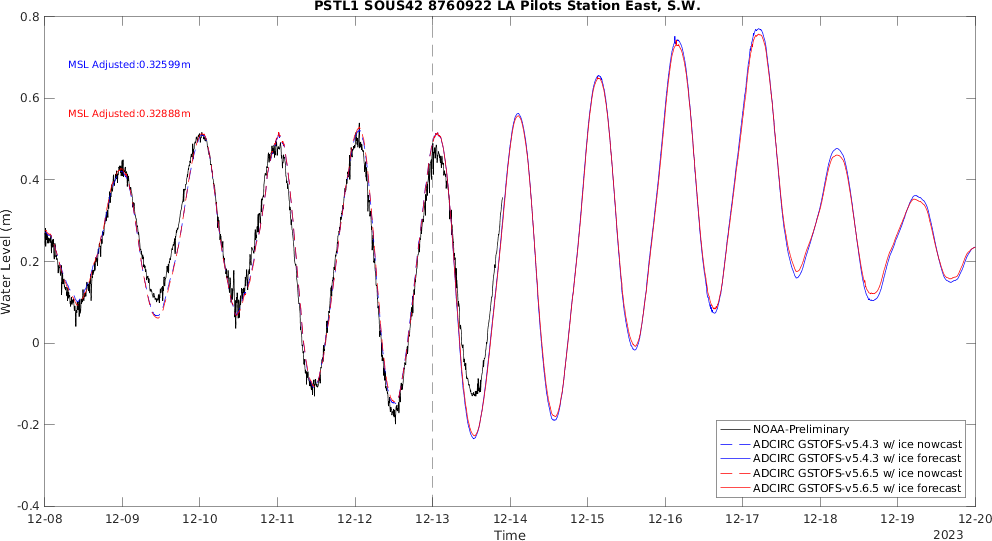 PSTL1 SOUS42 8760922 LA Pilots Station East, S.W.
MSL Adjusted:0.32599m
MSL Adjusted:0.32888m
Water Level (m)
0.8
0.6
0.4
0.2
0
-0.2
-0.4
NOAA-Preliminary
ADCIRC GSTOFS-v5.4.3 w/ ice nowcast
ADCIRC GSTOFS-v5.4.3 w/ ice forecast
ADCIRC GSTOFS-v5.6.5 w/ ice nowcast
ADCIRC GSTOFS-v5.6.5 w/ ice forecast
12-08 12-09 12-10 12-11 12-12 12-13 12-14 12-15 12-16 12-17 12-18 12-19 12-20
Time
2023